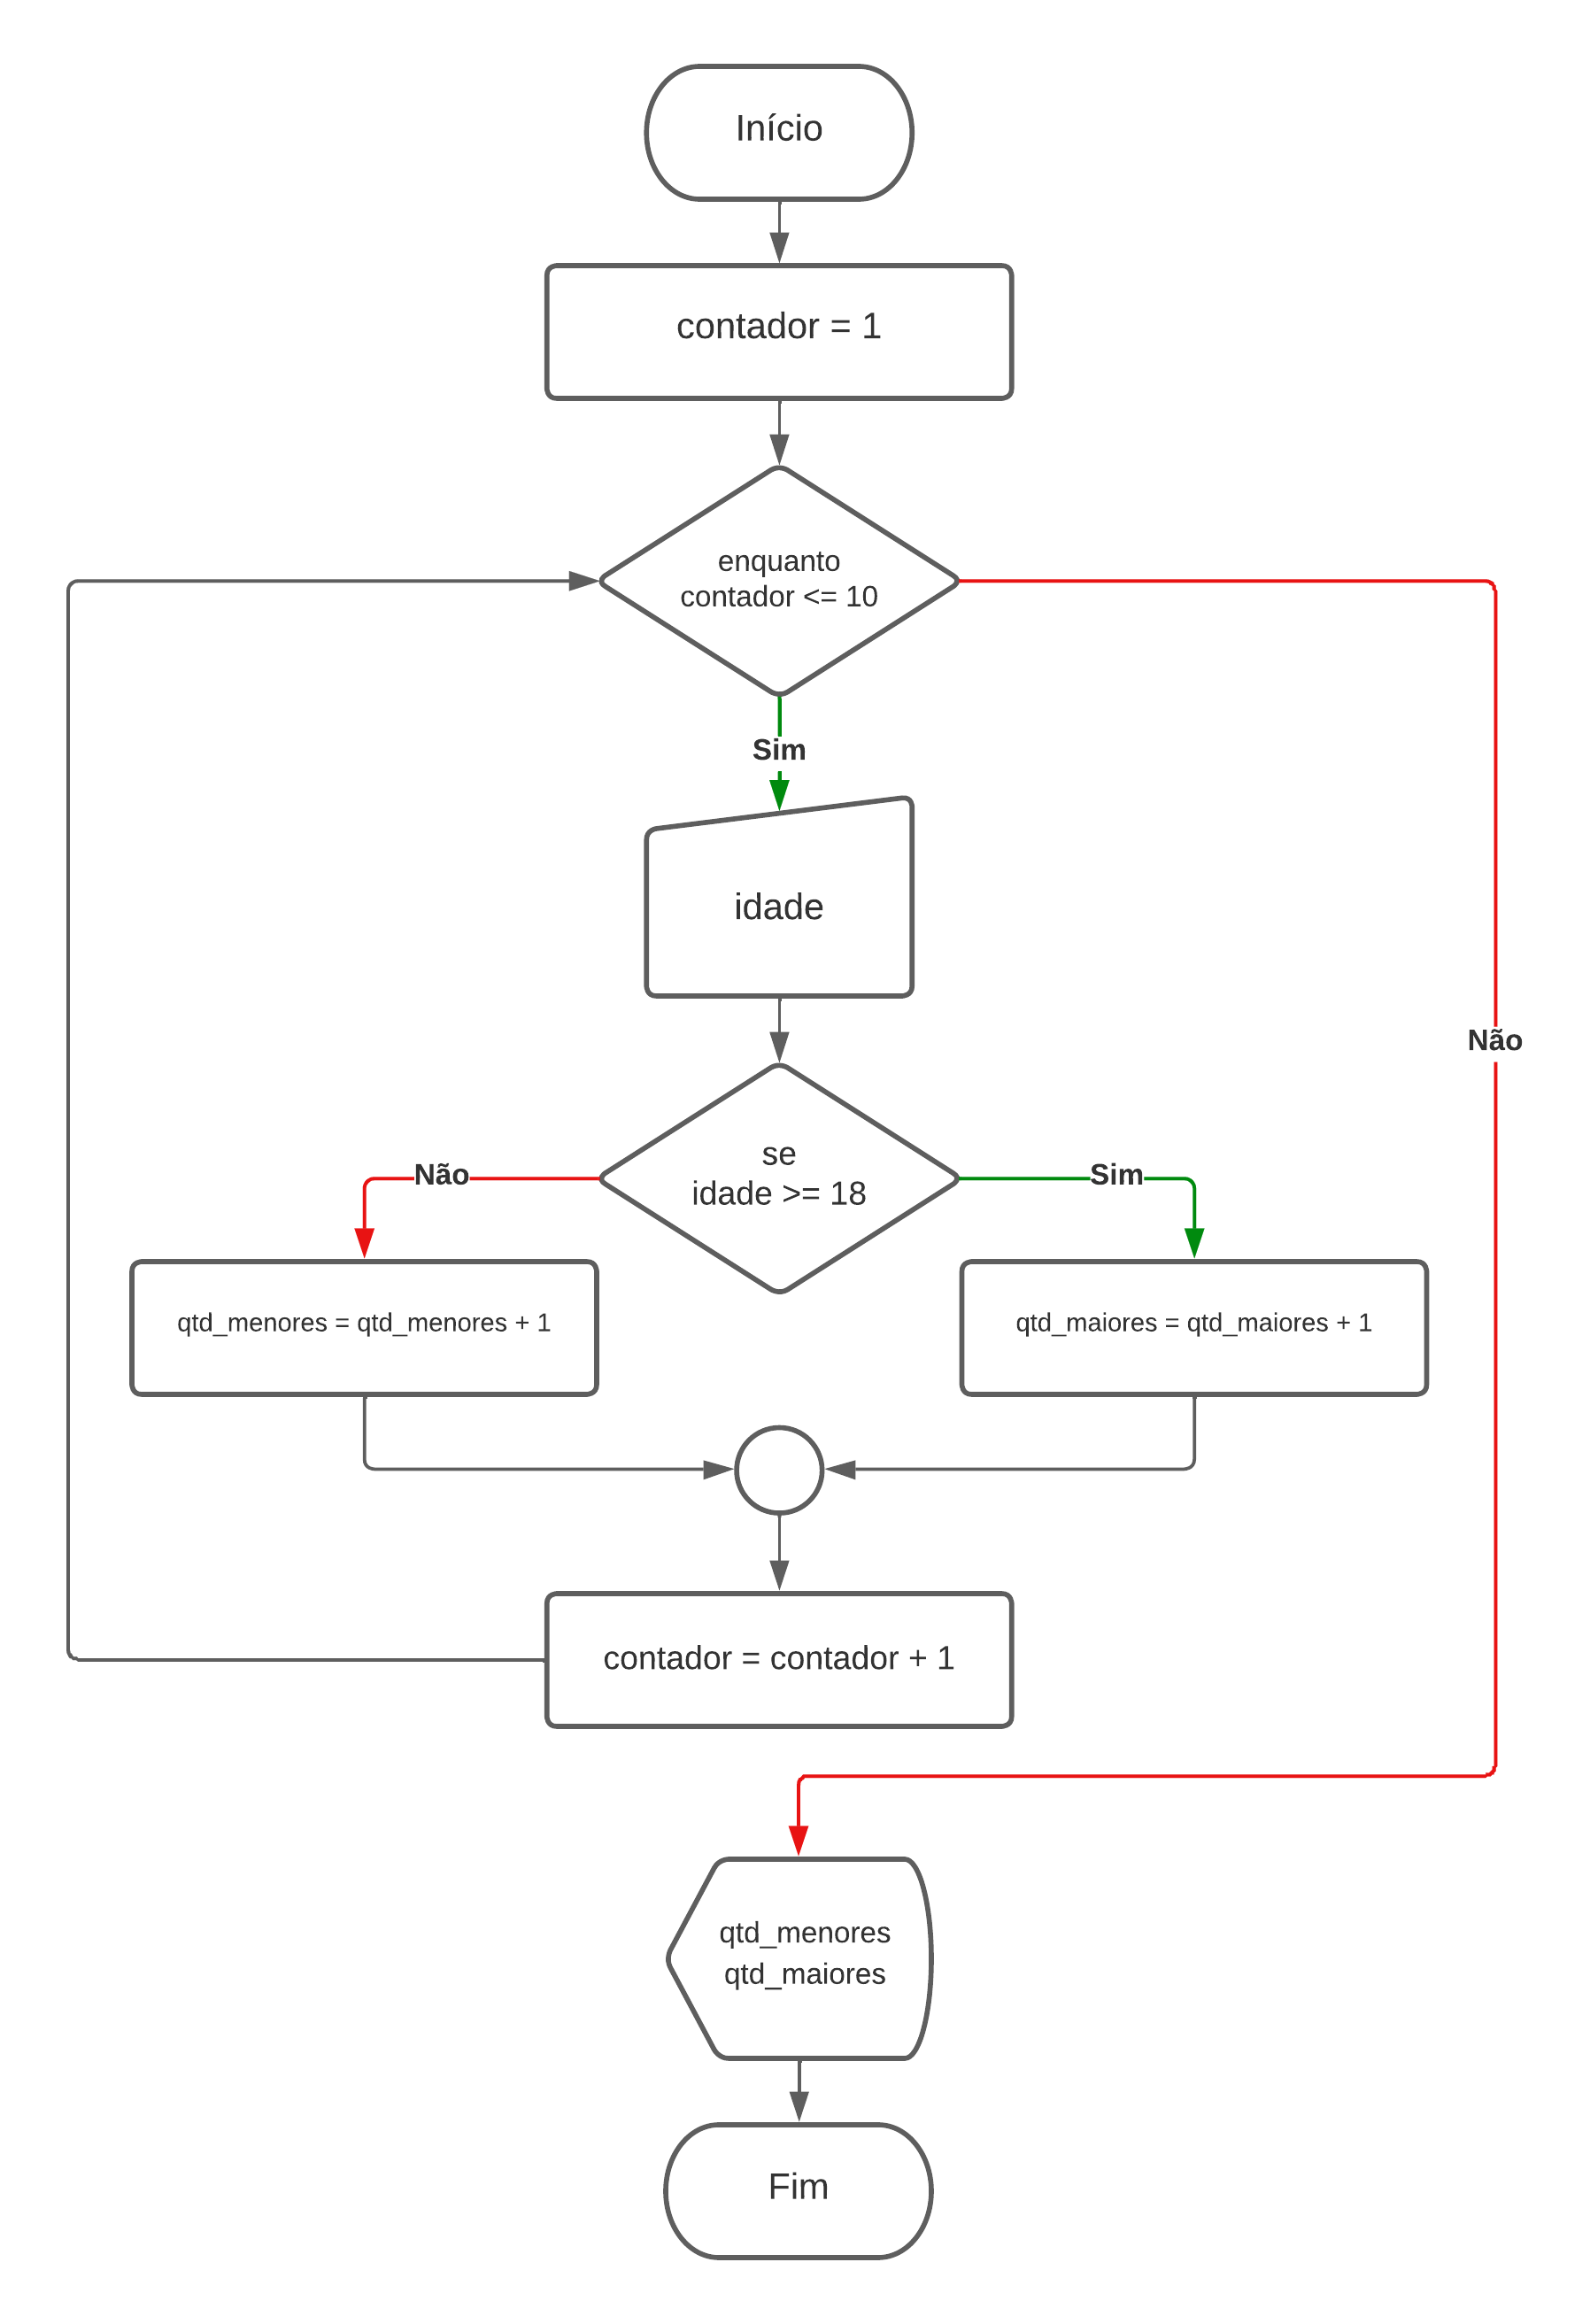 Início
contador = 1
enquanto
contador <= 10
Sim
idade
Não
se
idade >= 18
Não
Sim
qtd_menores = qtd_menores + 1
qtd_maiores = qtd_maiores + 1
contador = contador + 1
qtd_menores
qtd_maiores
Fim